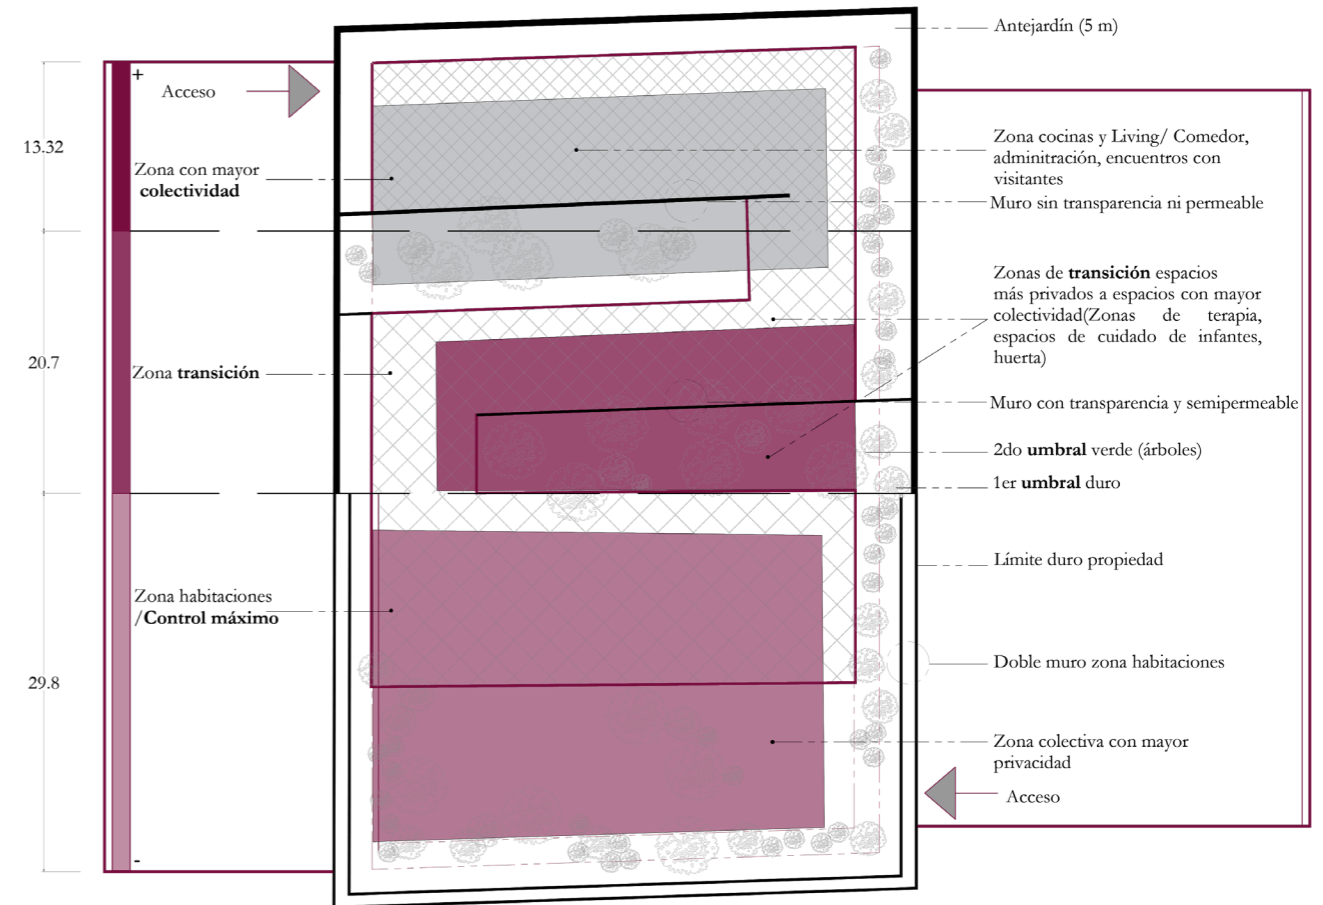 Antejardín (5 m)
+
Acceso
13.32
Zona con mayor
colectividad
Zona cocinas y Living/ Comedor,
adminitración, encuentros con
visitantes
Muro sin transparencia ni permeable
Zonas de transición espacios
más privados a espacios con mayor
colectividad(Zonas de terapia,
espacios de cuidado de infantes,
huerta)
20.7
Zona transición
Muro con transparencia y semipermeable
2do umbral verde (árboles)
1er umbral duro
Límite duro propiedad
Zona habitaciones
/Control máximo
29.8
Doble muro zona habitaciones
Zona colectiva con mayor
privacidad
Acceso
-